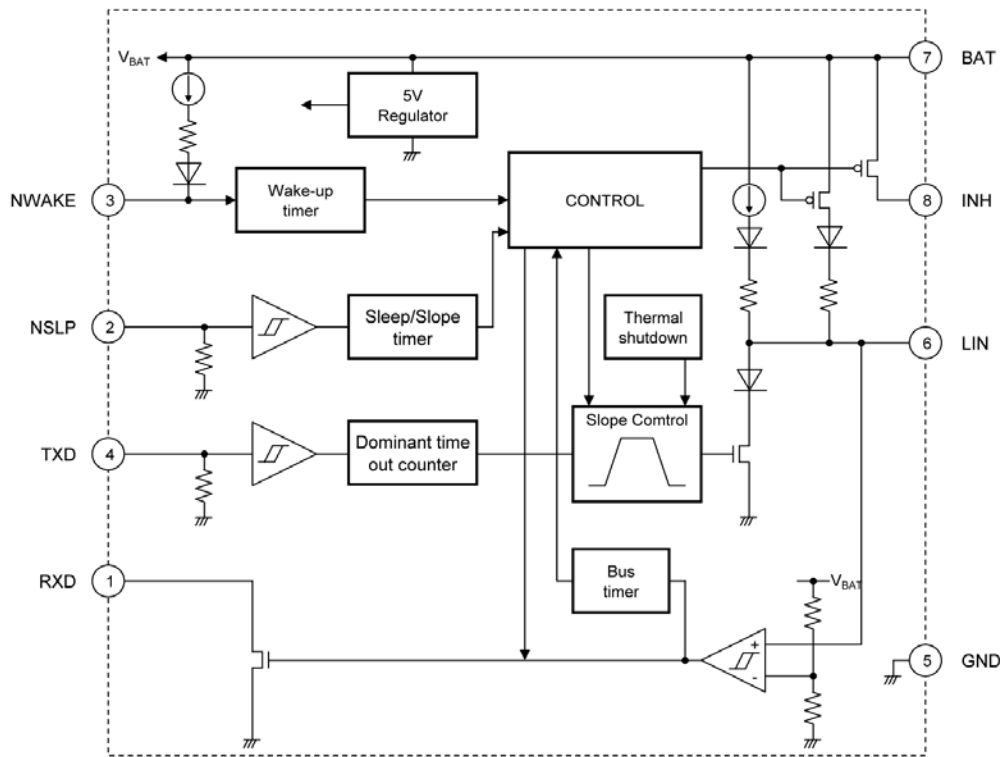 VBAT
7
BAT
5V
Regulator
NWAKE
3
Wake-up
timer
CONTROL
8
INH
NSLP
2
Sleep/Slope
timer
Thermal
shutdown
6
LIN
TXD
4
Dominant time
out counter
Slope Comtrol
RXD
1
Bus
timer
VBAT
+
-
5
GND